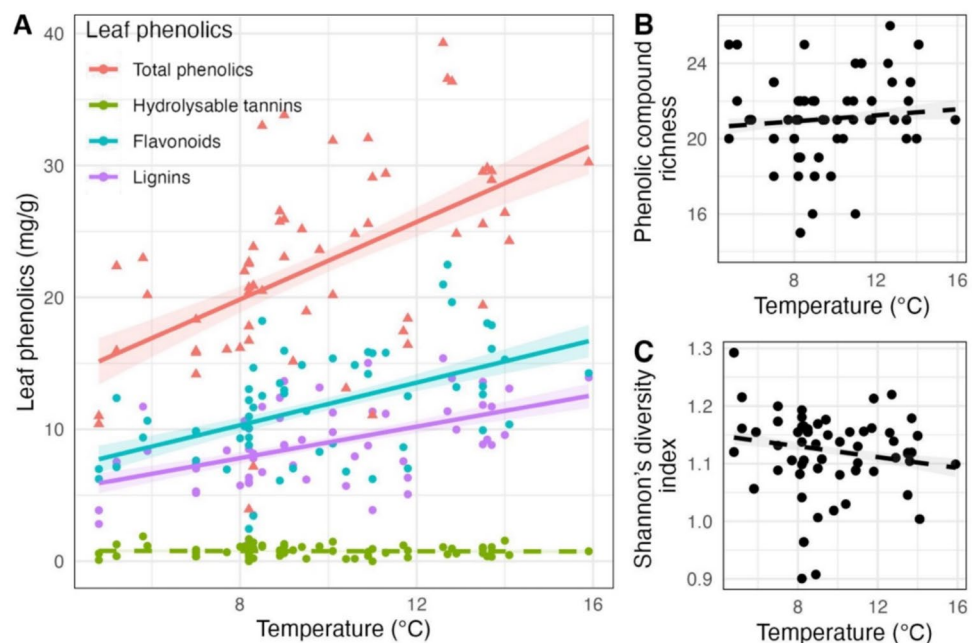 A
Leaf phenolics
Total phenolics
Hydrolysable tannins
Flavonoids
Lignins
Leaf phenolics (mg/g)
40
30
20
10
0
8
12
16
Temperature (°C)
B
Phenolic compound
richness
24
20
16
8
12
16
Temperature (°C)
C
Shannon's diversity
index
1.3
1.2
1.1
1.0
0.9
8
12
16
Temperature (°C)